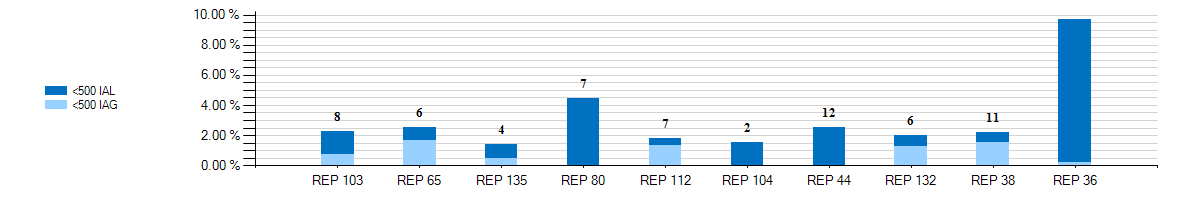 10.00 %
8.00 %
6.00 %
4.00 %
2.00 %
0.00 %
<500 IAL
<500 IAG
8
6
4
7
7
2
12
6
11
REP 103
REP 65
REP 135
REP 80
REP 112
REP 104
REP 44
REP 132
REP 38
REP 36